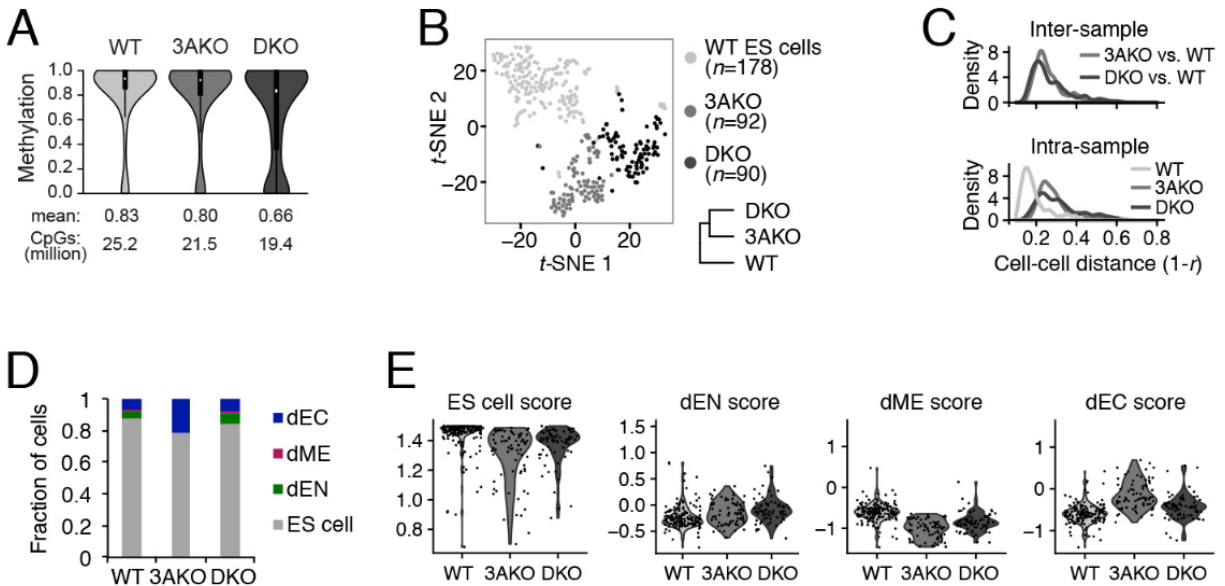 A
WT 3AKO DKO
Methylation
1.0
0.8
0.6
0.4
0.2
0.0
mean: 0.83 0.80 0.66
CpGs: 25.2 21.5 19.4
(million)
B
t-SNE 2
20
0
−20
−20 0 20
t-SNE 1
WT ES cells
(n=178)
3AKO
(n=92)
DKO
(n=90)
DKO
3AKO
WT
C
Inter-sample
Density
8
4
0
3AKO vs. WT
DKO vs. WT
Intra-sample
Density
8
4
0
WT
3AKO
DKO
0.2 0.4 0.6 0.8
Cell-cell distance (1-r)
D
Fraction of cells
1
0.8
0.6
0.4
0.2
0
WT 3AKO DKO
dEC
dME
dEN
ES cell
E
ES cell score
1.4
1.2
1.0
0.8
WT 3AKO DKO
dEN score
1.5
1.0
0.5
0.0
−0.5
WT 3AKO DKO
dME score
1
0
−1
WT 3AKO DKO
dEC score
1
0
−1
WT 3AKO DKO